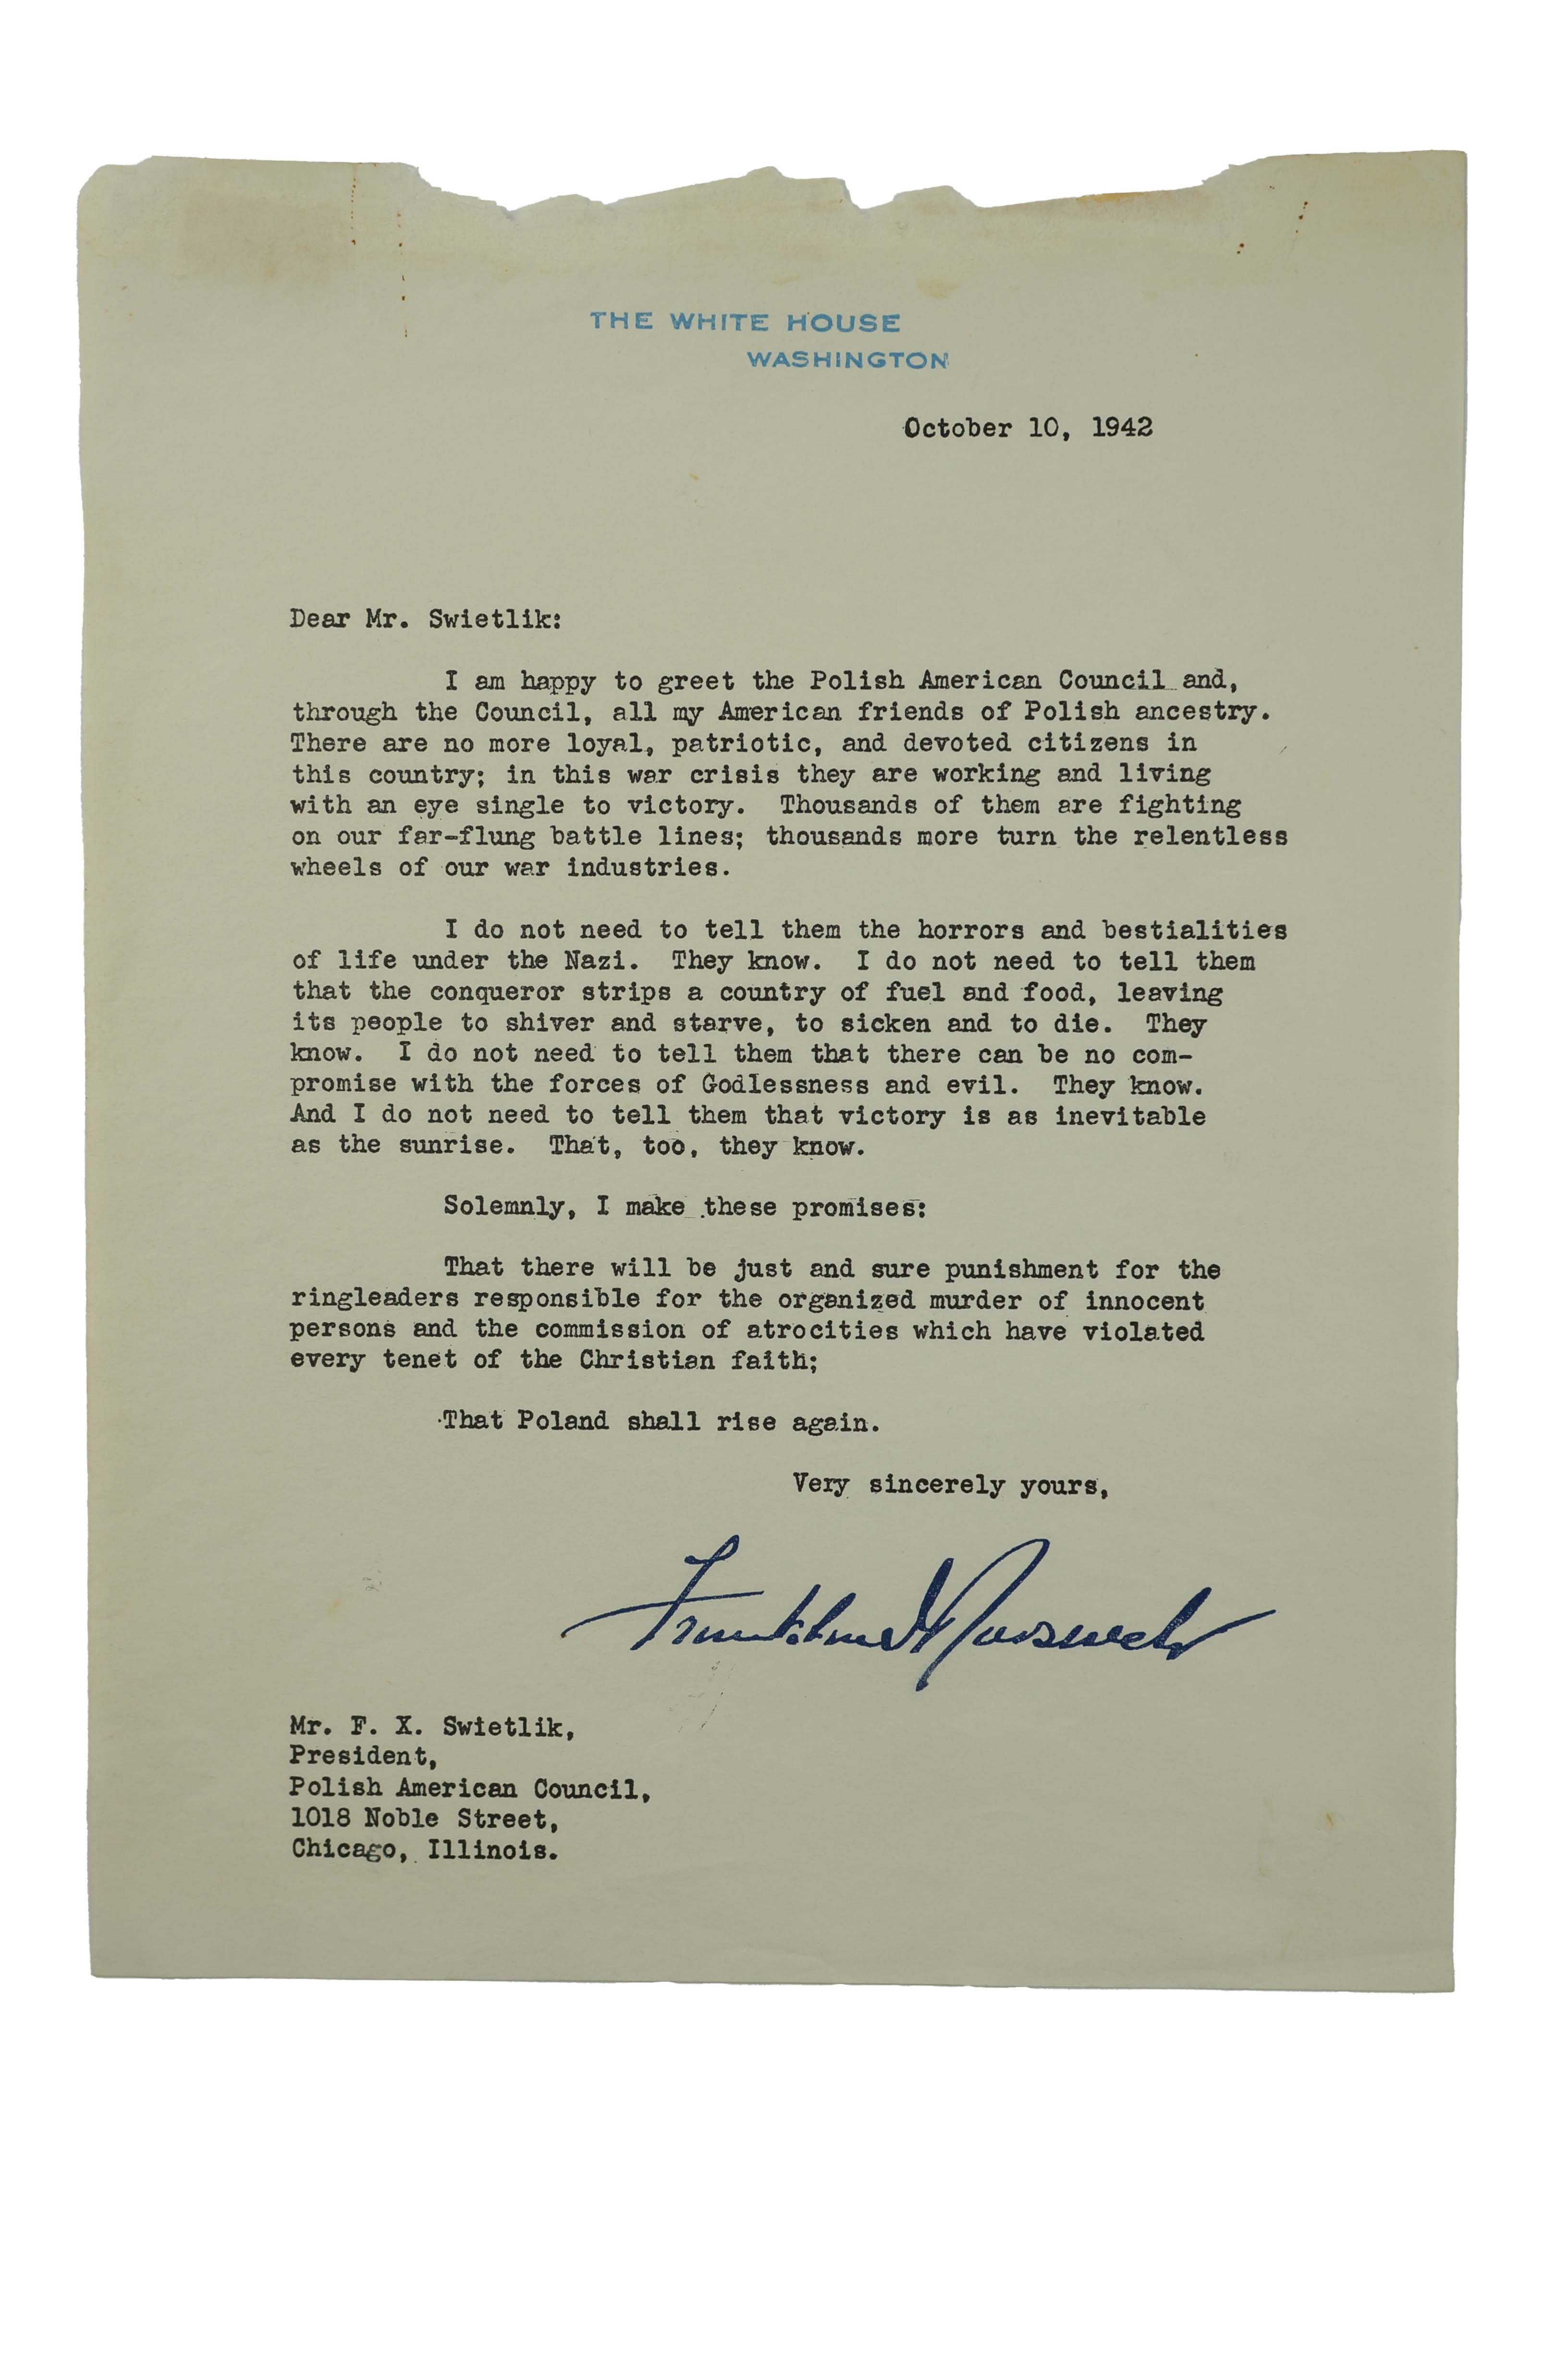 THE WHITE HOUSE
WASHINGTON
October 10, 1942
Dear Mr. Swietlik:
I am happy to greet the Polish American Council and,
through the Council, all my American friends of Polish ancestry.
There are no more loyal, patriotic, and devoted citizens in
this country; in this war crisis they are working and living
with an eye single to victory. Thousands of them are fighting
on our far-flung battle lines; thousands more turn the relentless
wheels of our war industries.
I do not need to tell them the horrors and bestialities
of life under the Nazi. They know. I do not need to tell them
that the conqueror strips a country of fuel and food, leaving
its people to shiver and starve, to sicken and to die. They
know. I do not need to tell them that there can be no com-
promise with the forces of Godlessness and evil. They know.
And I do not need to tell them that victory is as inevitable
as the sunrise. That, too, they know.
Solemnly, I make these promises:
That there will be just and sure punishment for the
ringleaders responsible for the organized murder of innocent
persons and the commission of atrocities which have violated
every tenet of the Christian faith;
That Poland shall rise again.
Very sincerely yours,
Franklin D Roosevelt
Mr. F. X. Swietlik,
President,
Polish American Council,
1018 Noble Street,
Chicago, Illinois.